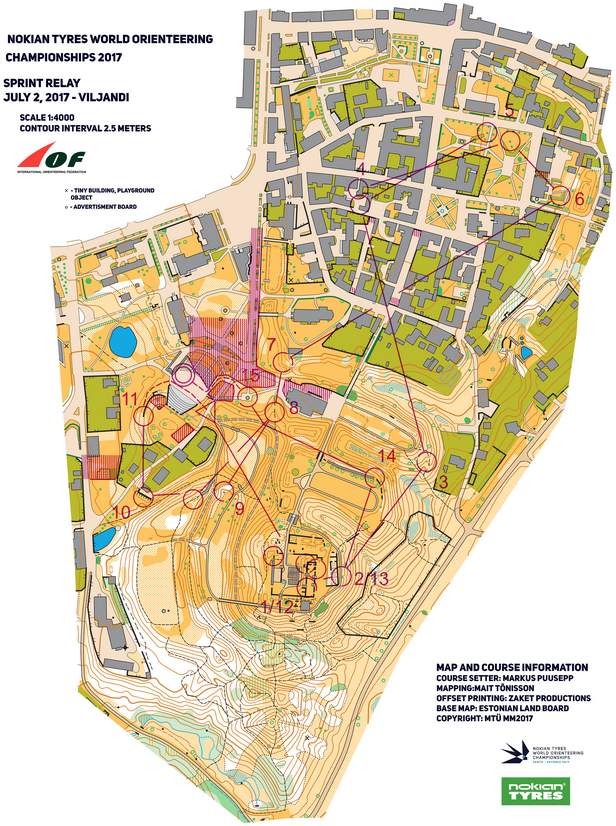 NOKIAN TYRES WORLD ORIENTEERING
CHAMPIONSHIPS 2017
SPRINT RELAY
JULY 2, 2017 - VILJANDI
SCALE 1:4000
CONTOUR INTERVAL 2.5 METERS
IOF
INTERNATIONAL ORIENTEERING FEDERATION
× - TINY BUILDING, PLAYGROUND
OBJECT
o - ADVERTISMENT BOARD
5
4
6
7
15
11
8
14
3
10
9
2/13
1/12
MAP AND COURSE INFORMATION
COURSE SETTER: MARKUS PUUSEPP
MAPPING:MAIT TÕNISSON
OFFSET PRINTING: ZAKET PRODUCTIONS
BASE MAP: ESTONIAN LAND BOARD
COPYRIGHT: MTÜ MM2017
NOKIAN TYRES
WORLD ORIENTEERING
CHAMPIONSHIPS
nokian
TYRES